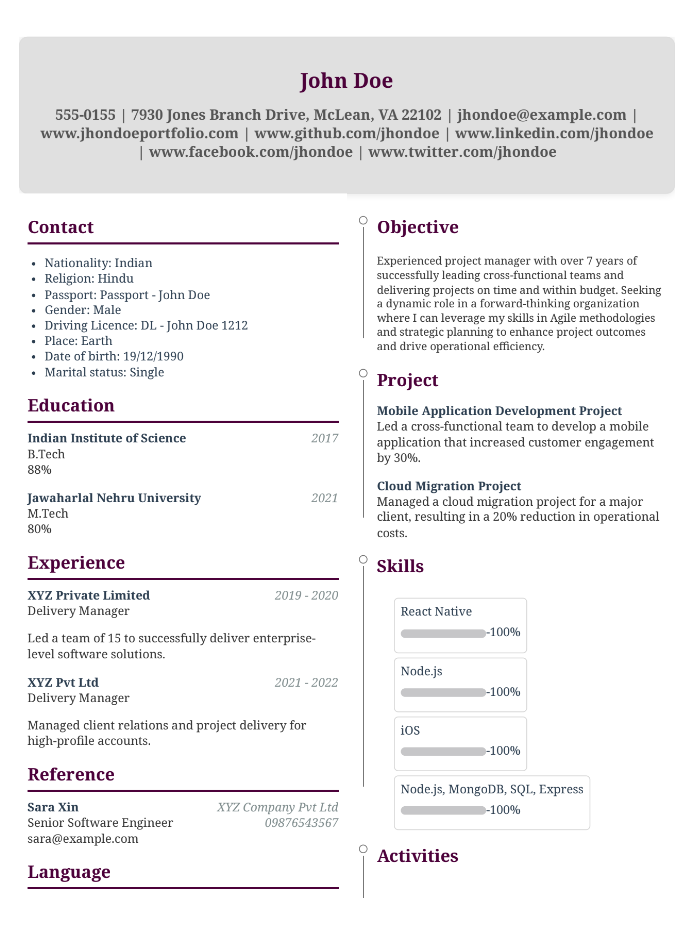 John Doe
555-0155 | 7930 Jones Branch Drive, McLean, VA 22102 | jhondoe@example.com |
www.jhondoeportfolio.com | www.github.com/jhondoe | www.linkedin.com/jhondoe
| www.facebook.com/jhondoe | www.twitter.com/jhondoe
Contact
• Nationality: Indian
• Religion: Hindu
• Passport: Passport - John Doe
• Gender: Male
• Driving Licence: DL - John Doe 1212
• Place: Earth
• Date of birth: 19/12/1990
• Marital status: Single
Education
Indian Institute of Science 2017
B.Tech
88%
Jawaharlal Nehru University 2021
M.Tech
80%
Experience
XYZ Private Limited 2019 - 2020
Delivery Manager
Led a team of 15 to successfully deliver enterprise-
level software solutions.
XYZ Pvt Ltd 2021 - 2022
Delivery Manager
Managed client relations and project delivery for
high-profile accounts.
Reference
Sara Xin XYZ Company Pvt Ltd
Senior Software Engineer 09876543567
sara@example.com
Language
Objective
Experienced project manager with over 7 years of
successfully leading cross-functional teams and
delivering projects on time and within budget. Seeking
a dynamic role in a forward-thinking organization
where I can leverage my skills in Agile methodologies
and strategic planning to enhance project outcomes
and drive operational efficiency.
Project
Mobile Application Development Project
Led a cross-functional team to develop a mobile
application that increased customer engagement
by 30%.
Cloud Migration Project
Managed a cloud migration project for a major
client, resulting in a 20% reduction in operational
costs.
Skills
React Native
-100%
Node.js
-100%
iOS
-100%
Node.js, MongoDB, SQL, Express
-100%
Activities